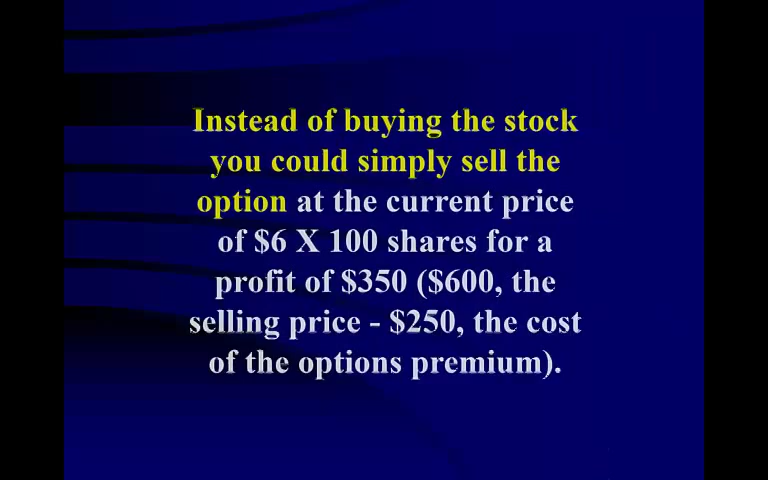 Instead of buying the stock
you could simply sell the
option at the current price
of $6 X 100 shares for a
profit of $350 ($600, the
selling price - $250, the cost
of the options premium).